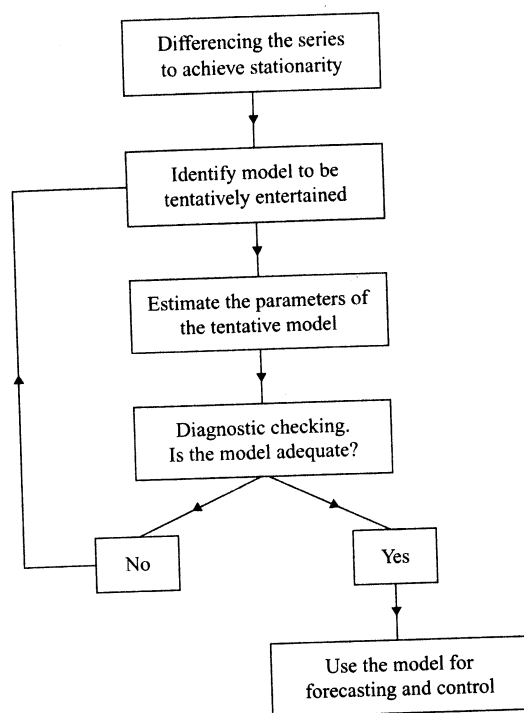 Differencing the series
to achieve stationarity
Identify model to be
tentatively entertained
Estimate the parameters of
the tentative model
Diagnostic checking.
Is the model adequate?
No
Yes
Use the model for
forecasting and control